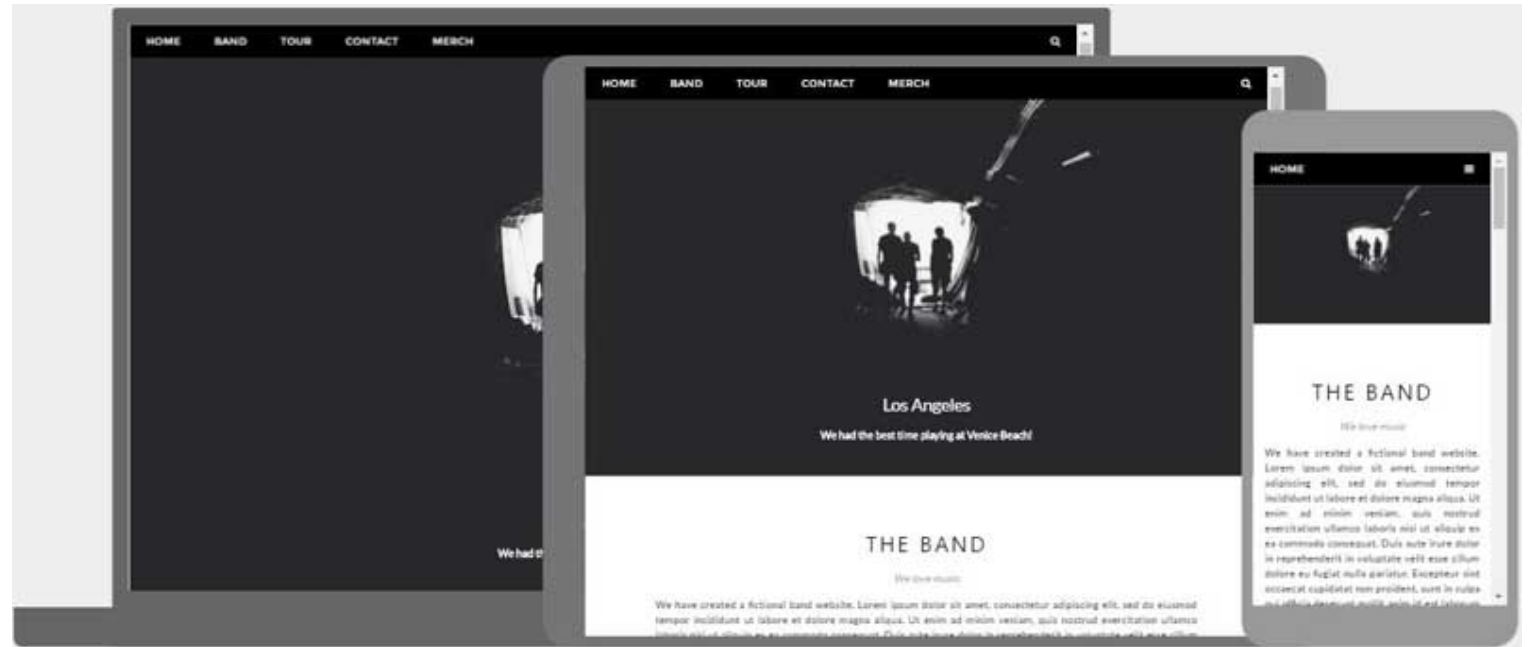 HOME BAND TOUR CONTACT MERCH
We had th
HOME BAND TOUR CONTACT MERCH
Los Angeles
We had the best time playing at Venice Beach!
THE BAND
We love music
We have created a fictional band website. Lorem ipsum dolor sit amet, consectetur adipiscing elit, sed do eiusmod
tempor incididunt ut labore et dolore magna aliqua. Ut enim ad minim veniam, quis nostrud exercitation ullamco
HOME
THE BAND
We love music
We have created a fictional band website.
Lorem ipsum dolor sit amet, consectetur
adipiscing elit, sed do eiusmod tempor
incididunt ut labore et dolore magna aliqua. Ut
enim ad minim veniam, quis nostrud
exercitation ullamco laboris nisi ut aliquip ex
ea commodo consequat. Duis aute irure dolor
in reprehenderit in voluptate velit esse cillum
dolore eu fugiat nulla pariatur. Excepteur sint
occaecat cupidatat non proident, sunt in culpa